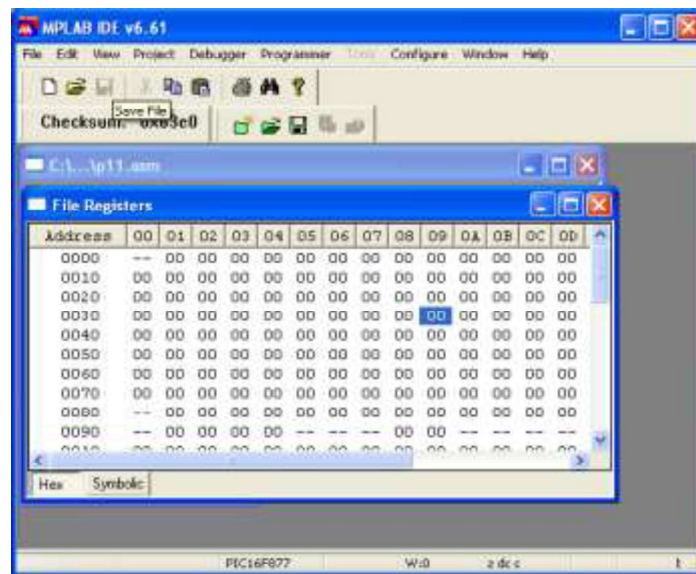 MPLAB IDE v6.61
File Edit View Project Debugger Programmer Tools Configure Window Help
Save File
Checksum: 0x03e0
C:\...\p11.asm
File Registers
Address 00 01 02 03 04 05 06 07 08 09 0A 0B 0C 0D
0000 -- 00 00 00 00 00 00 00 00 00 00 00 00 00
0010 00 00 00 00 00 00 00 00 00 00 00 00 00 00
0020 00 00 00 00 00 00 00 00 00 00 00 00 00 00
0030 00 00 00 00 00 00 00 00 00 00 00 00 00 00
0040 00 00 00 00 00 00 00 00 00 00 00 00 00 00
0050 00 00 00 00 00 00 00 00 00 00 00 00 00 00
0060 00 00 00 00 00 00 00 00 00 00 00 00 00 00
0070 00 00 00 00 00 00 00 00 00 00 00 00 00 00
0080 -- 00 00 00 00 00 00 00 00 00 00 00 00 00
0090 -- 00 00 00 00 -- -- -- 00 00 -- -- -- --
Hex Symbolic
PIC16F877 W:0 z dc c